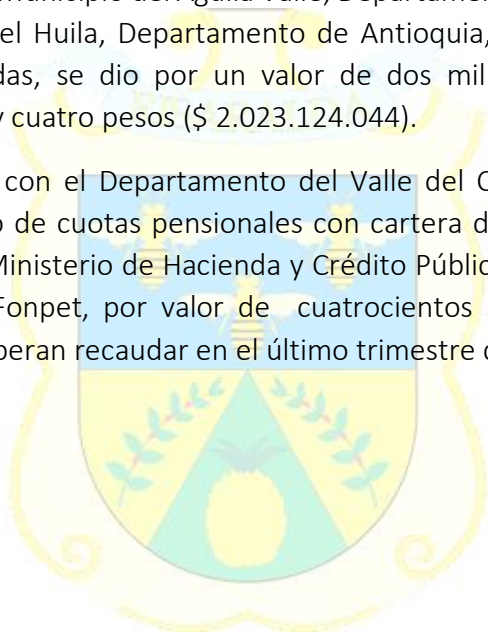 municipio del Águila Valle, Departamen
el Huila, Departamento de Antioquia,
das, se dio por un valor de dos mil
y cuatro pesos ($ 2.023.124.044).
con el Departamento del Valle del C
o de cuotas pensionales con cartera d
Ministerio de Hacienda y Crédito Públic
Fonpet, por valor de cuatrocientos
peran recaudar en el último trimestre